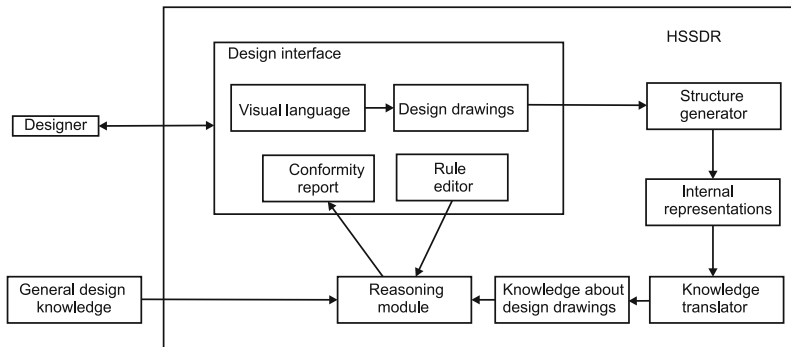 HSSDR
Design interface
Visual language
Design drawings
Structure
generator
Designer
Conformity
report
Rule
editor
Internal
representations
General design
knowledge
Reasoning
module
Knowledge about
design drawings
Knowledge
translator